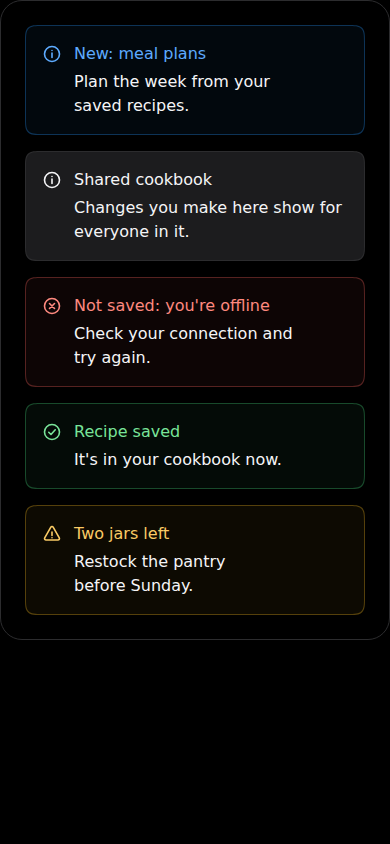 New: meal plans
Plan the week from your
saved recipes.
Shared cookbook
Changes you make here show for
everyone in it.
Not saved: you're offline
Check your connection and
try again.
Recipe saved
It's in your cookbook now.
Two jars left
Restock the pantry
before Sunday.